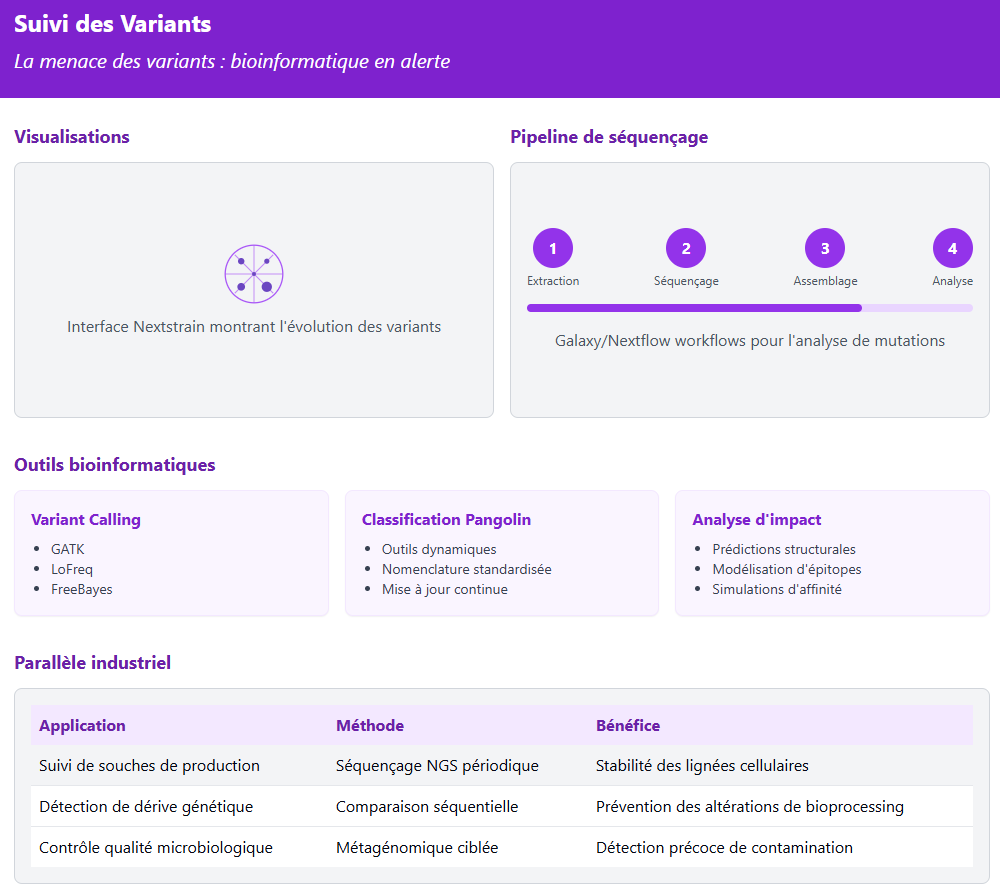 Suivi des Variants
La menace des variants : bioinformatique en alerte
Visualisations
Interface Nextstrain montrant l'évolution des variants
Pipeline de séquençage
1
Extraction
2
Séquençage
3
Assemblage
4
Analyse
Galaxy/Nextflow workflows pour l'analyse de mutations
Outils bioinformatiques
Variant Calling
• GATK
• LoFreq
• FreeBayes
Classification Pangolin
• Outils dynamiques
• Nomenclature standardisée
• Mise à jour continue
Analyse d'impact
• Prédictions structurales
• Modélisation d'épitopes
• Simulations d'affinité
Parallèle industriel
Application Méthode Bénéfice
Suivi de souches de production Séquençage NGS périodique Stabilité des lignées cellulaires
Détection de dérive génétique Comparaison séquentielle Prévention des altérations de bioprocessing
Contrôle qualité microbiologique Métagénomique ciblée Détection précoce de contamination